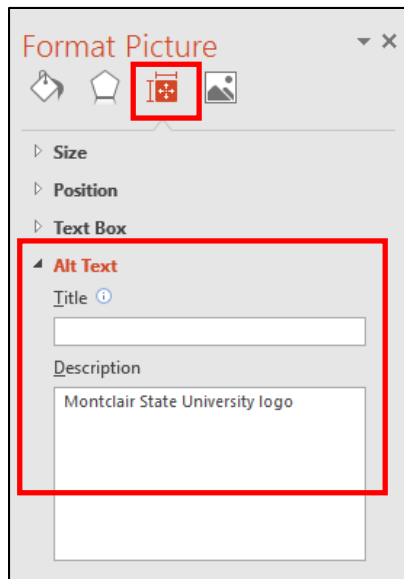 Format Picture
Size
Position
Text Box
Alt Text
Title
Description
Montclair State University logo